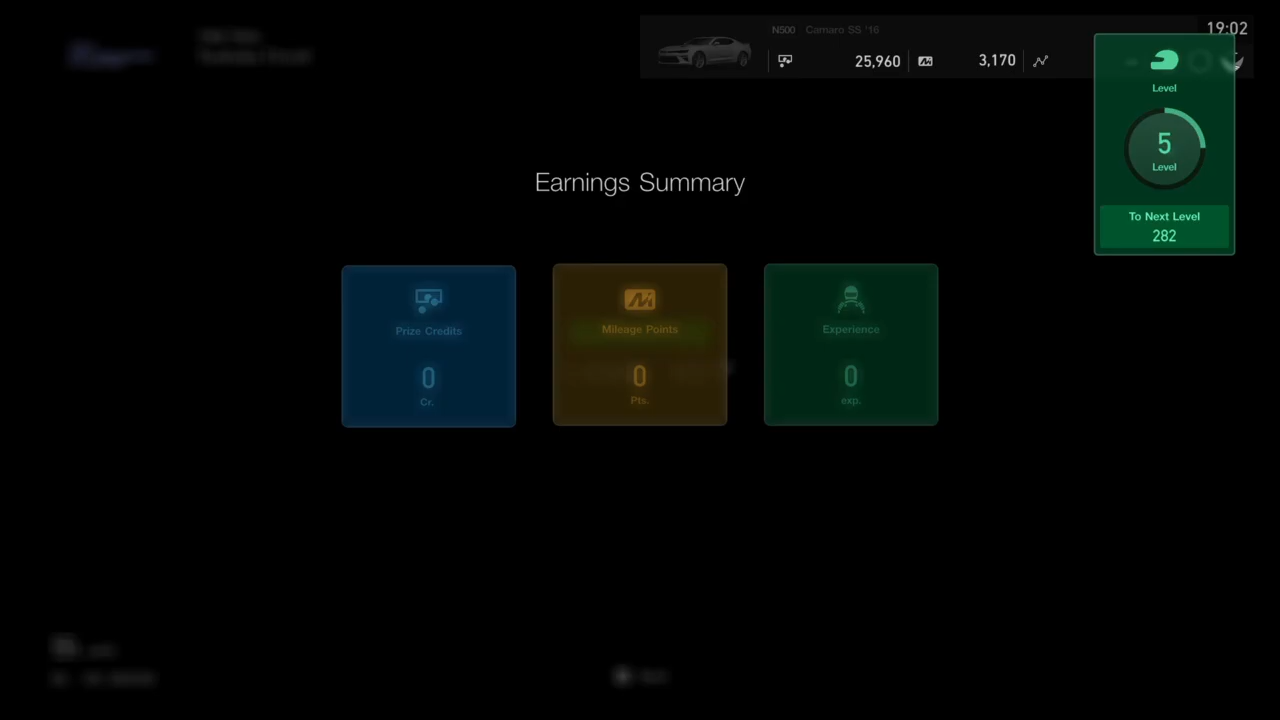 N500 Camaro SS '16
19:02
25,960 3,170
Level
5
Level
To Next Level
282
Earnings Summary
Prize Credits
0
Cr.
Mileage Points
0
Pts.
Experience
0
exp.